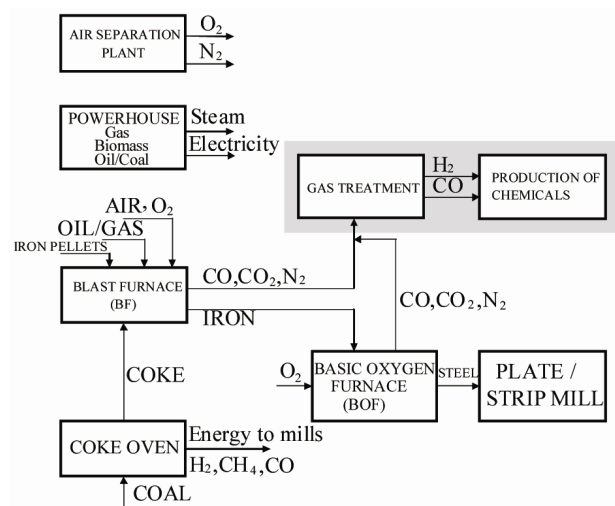 AIR SEPARATION
PLANT
O₂
N₂
POWERHOUSE
Gas
Biomass
Oil/Coal
Steam
Electricity
GAS TREATMENT
H₂
CO
PRODUCTION OF
CHEMICALS
AIR, O₂
OIL/GAS
IRON PELLETS
BLAST FURNACE
(BF)
CO,CO₂,N₂
IRON
CO,CO₂,N₂
COKE
O₂
BASIC OXYGEN
FURNACE
(BOF)
STEEL
PLATE /
STRIP MILL
COKE OVEN
Energy to mills
H₂,CH₄,CO
COAL